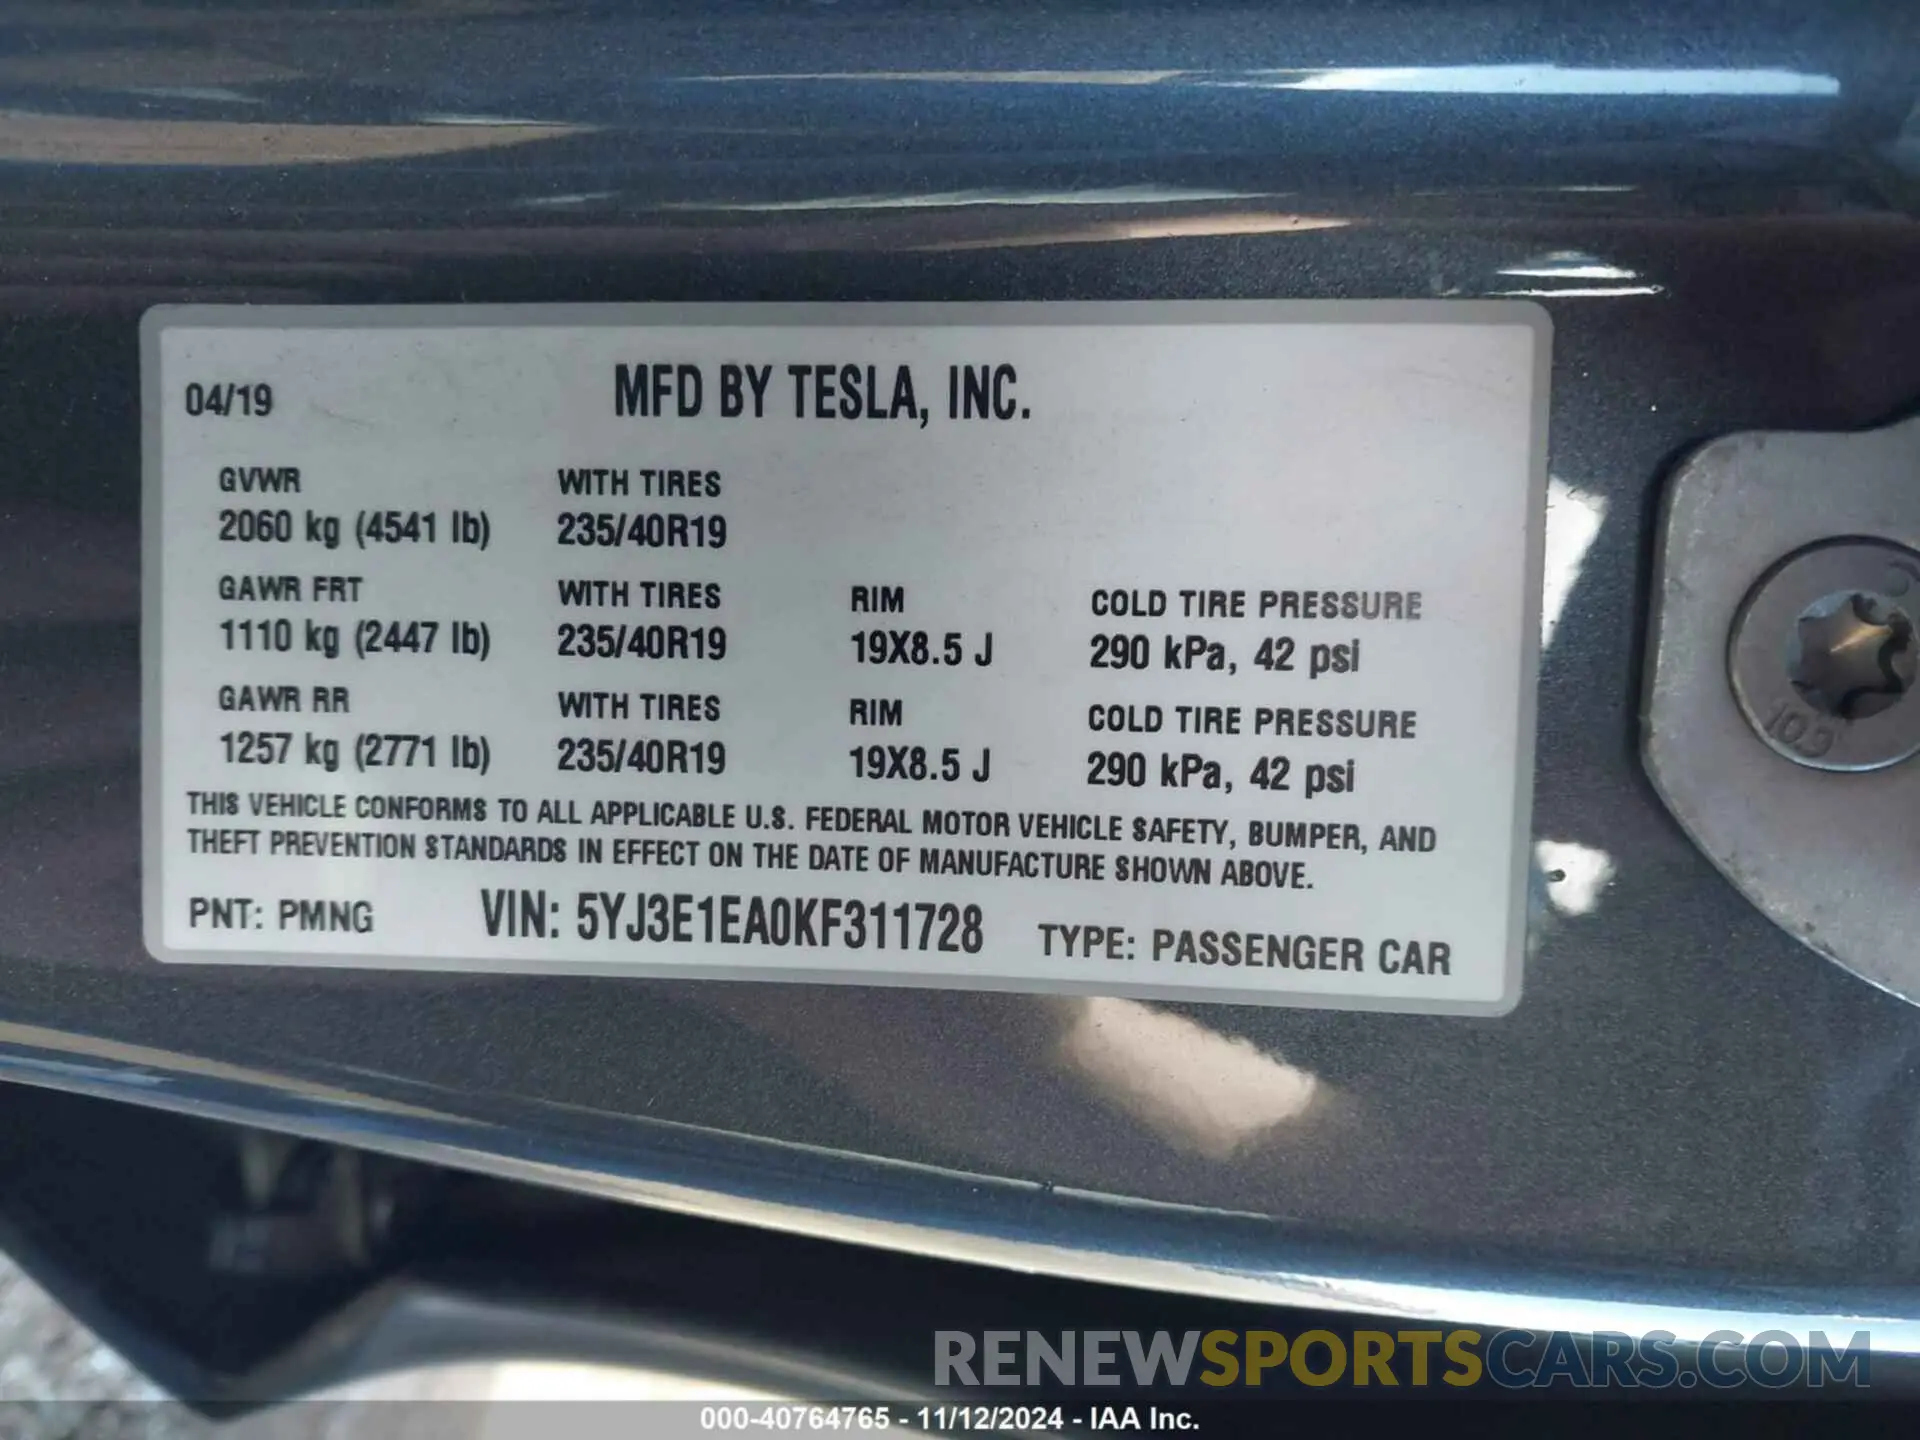 04/19 MFD BY TESLA, INC.
GVWR WITH TIRES
2060 kg (4541 lb) 235/40R19
GAWR FRT WITH TIRES RIM COLD TIRE PRESSURE
1110 kg (2447 lb) 235/40R19 19X8.5 J 290 kPa, 42 psi
GAWR RR WITH TIRES RIM COLD TIRE PRESSURE
1257 kg (2771 lb) 235/40R19 19X8.5 J 290 kPa, 42 psi
THIS VEHICLE CONFORMS TO ALL APPLICABLE U.S. FEDERAL MOTOR VEHICLE SAFETY, BUMPER, AND
THEFT PREVENTION STANDARDS IN EFFECT ON THE DATE OF MANUFACTURE SHOWN ABOVE.
PNT: PMNG VIN: 5YJ3E1EA0KF311728 TYPE: PASSENGER CAR
RENEWSPORTSCARS.COM
000-40764765 - 11/12/2024 - IAA Inc.